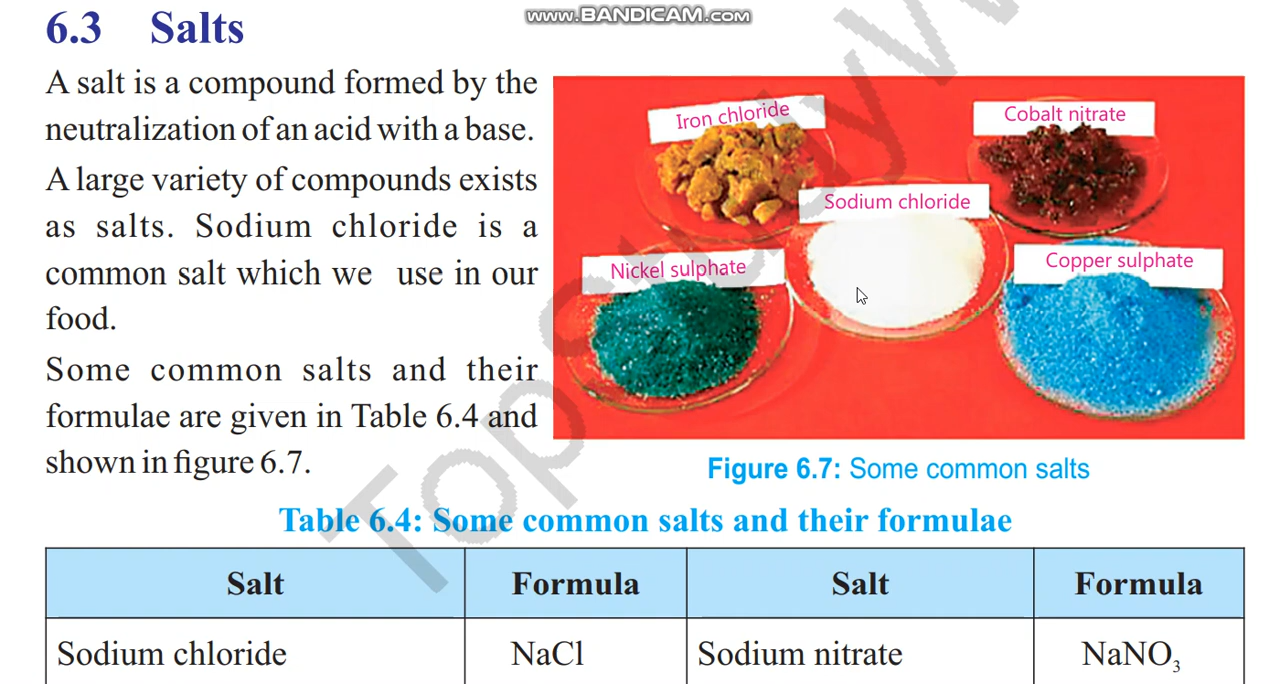 www.BANDICAM.com
6.3 Salts
A salt is a compound formed by the
neutralization of an acid with a base.
A large variety of compounds exists
as salts. Sodium chloride is a
common salt which we use in our
food.
Some common salts and their
formulae are given in Table 6.4 and
shown in figure 6.7.
Iron chloride
Cobalt nitrate
Sodium chloride
Nickel sulphate
Copper sulphate
Figure 6.7: Some common salts
Table 6.4: Some common salts and their formulae
Salt Formula Salt Formula
Sodium chloride NaCl Sodium nitrate NaNO₃